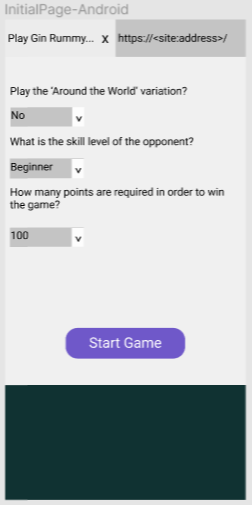 InitialPage-Android
Play Gin Rummy... x https://<site:address>/
Play the 'Around the World' variation?
No v
What is the skill level of the opponent?
Beginner v
How many points are required in order to win
the game?
100 v
Start Game